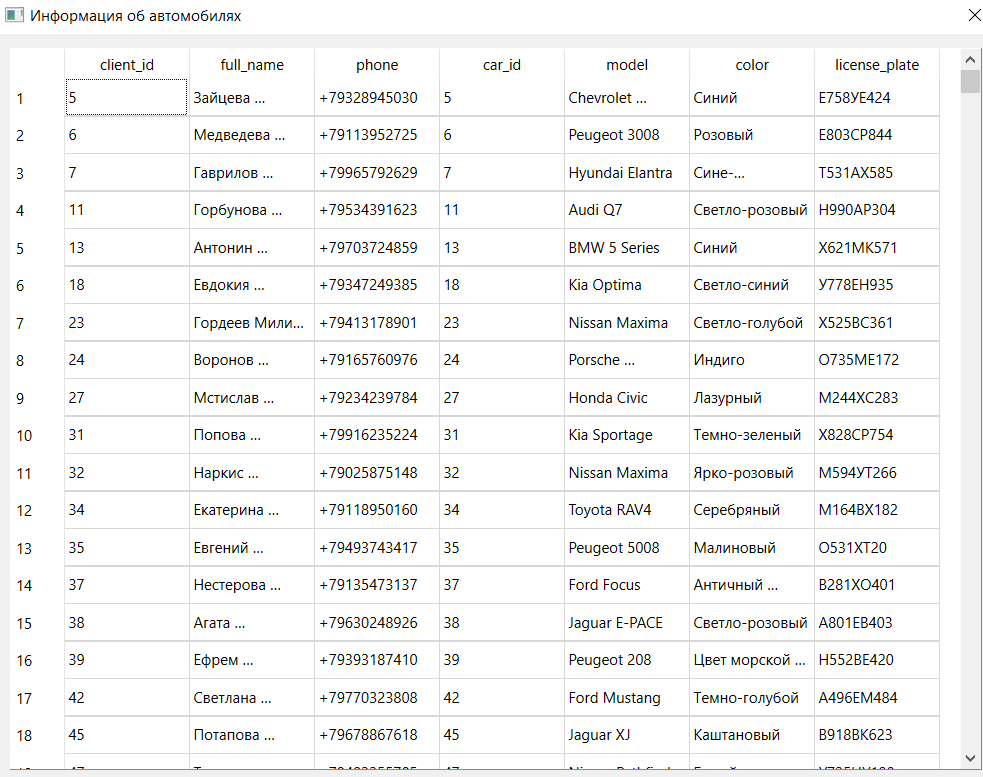 Информация об автомобилях
client_id full_name phone car_id model color license_plate
1 5 Зайцева ... +79328945030 5 Chevrolet ... Синий Е758УЕ424
2 6 Медведева ... +79113952725 6 Peugeot 3008 Розовый Е803СР844
3 7 Гаврилов ... +79965792629 7 Hyundai Elantra Сине-... Т531АХ585
4 11 Горбунова ... +79534391623 11 Audi Q7 Светло-розовый Н990АР304
5 13 Антонин ... +79703724859 13 BMW 5 Series Синий Х621МК571
6 18 Евдокия ... +79347249385 18 Kia Optima Светло-синий У778ЕН935
7 23 Гордеев Мили... +79413178901 23 Nissan Maxima Светло-голубой Х525ВС361
8 24 Воронов ... +79165760976 24 Porsche ... Индиго О735МЕ172
9 27 Мстислав ... +79234239784 27 Honda Civic Лазурный М244ХС283
10 31 Попова ... +79916235224 31 Kia Sportage Темно-зеленый Х828СР754
11 32 Наркис ... +79025875148 32 Nissan Maxima Ярко-розовый М594УТ266
12 34 Екатерина ... +79118950160 34 Toyota RAV4 Серебряный М164ВХ182
13 35 Евгений ... +79493743417 35 Peugeot 5008 Малиновый О531ХТ20
14 37 Нестерова ... +79135473137 37 Ford Focus Античный ... В281ХО401
15 38 Агата ... +79630248926 38 Jaguar E-PACE Светло-розовый А801ЕВ403
16 39 Ефрем ... +79393187410 39 Peugeot 208 Цвет морской ... Н552ВЕ420
17 42 Светлана ... +79770323808 42 Ford Mustang Темно-голубой А496ЕМ484
18 45 Потапова ... +79678867618 45 Jaguar XJ Каштановый В918ВК623